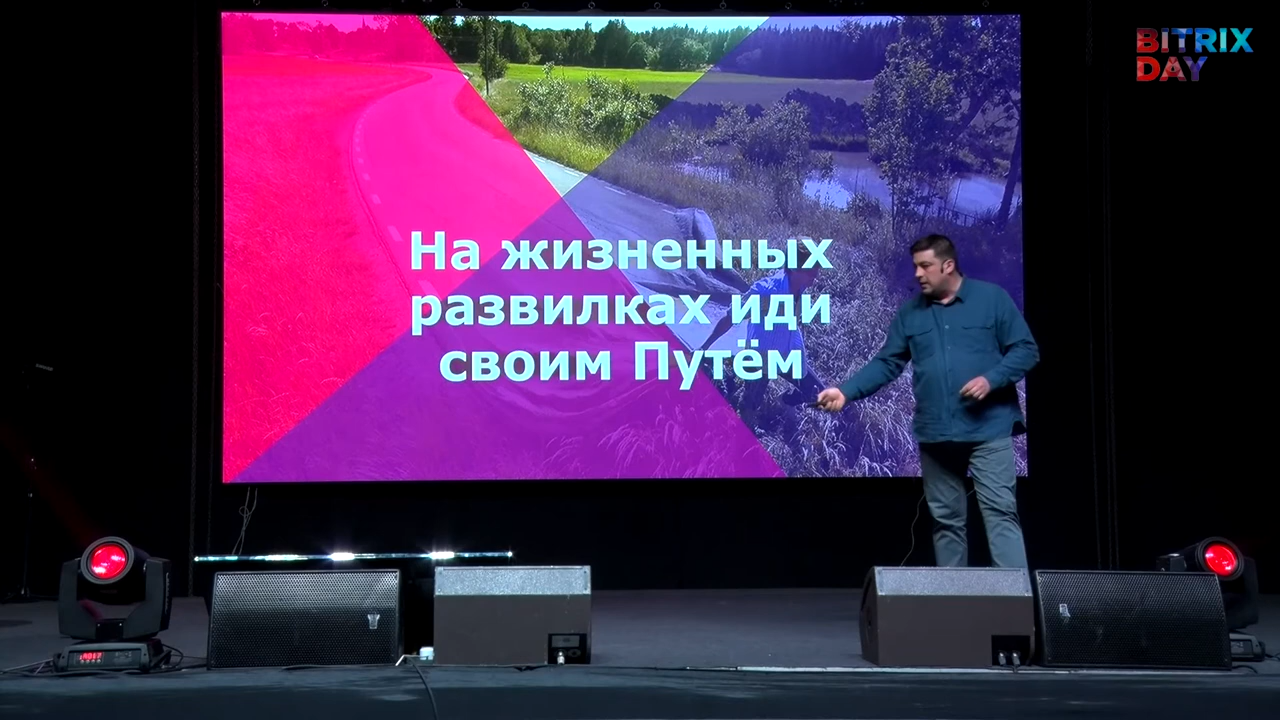 BITRIX
DAY
На жизненных
развилках иди
своим Путём